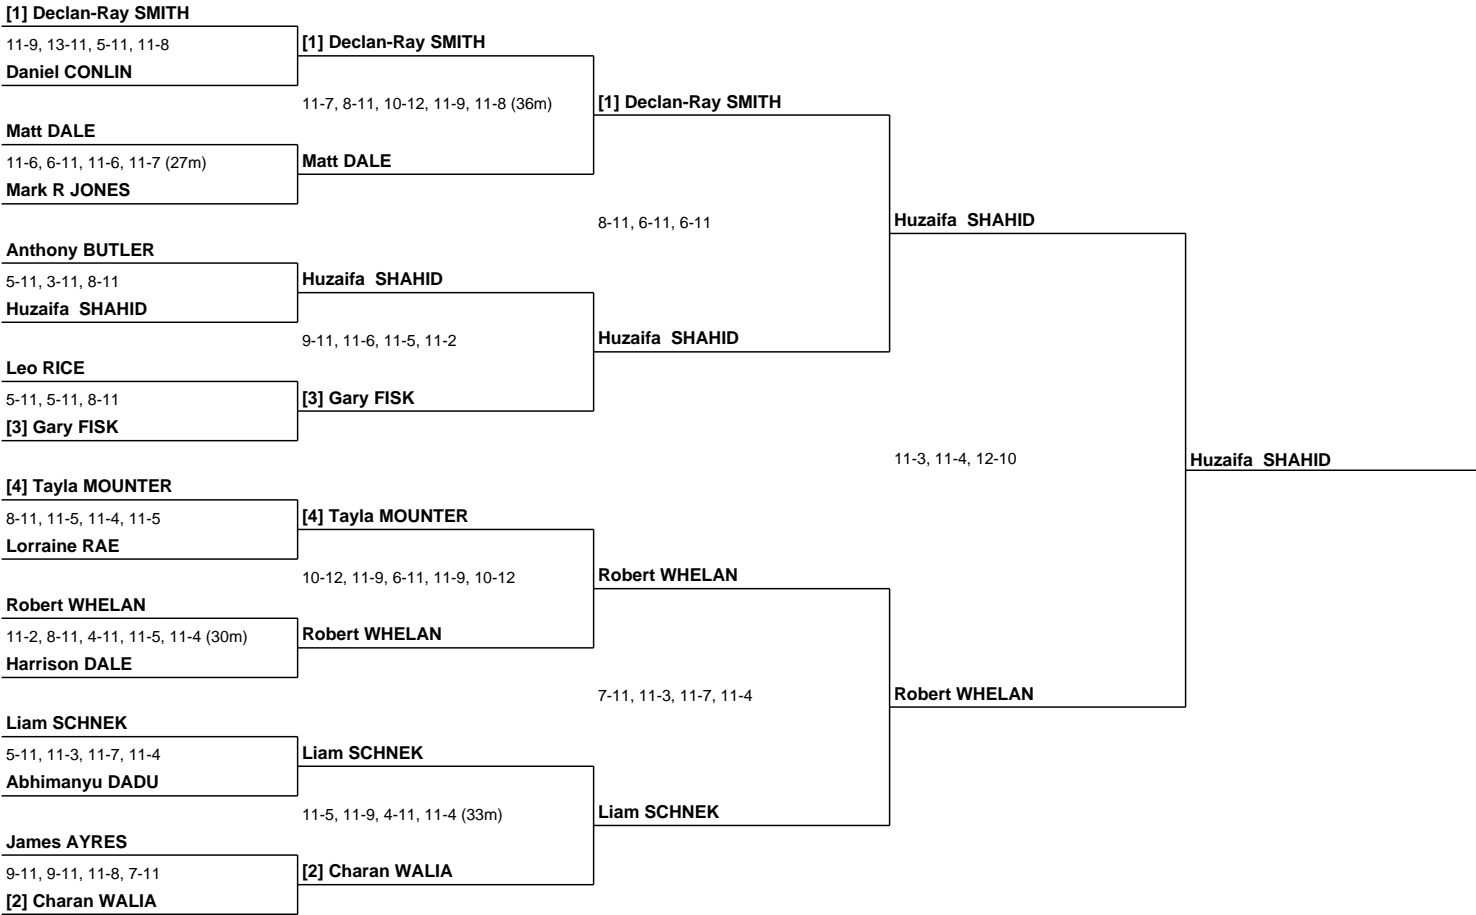 [1] Declan-Ray SMITH
11-9, 13-11, 5-11, 11-8
Daniel CONLIN
Matt DALE
11-6, 6-11, 11-6, 11-7 (27m)
Mark R JONES
Anthony BUTLER
5-11, 3-11, 8-11
Huzaifa SHAHID
Leo RICE
5-11, 5-11, 8-11
[3] Gary FISK
[4] Tayla MOUNTER
8-11, 11-5, 11-4, 11-5
Lorraine RAE
Robert WHELAN
11-2, 8-11, 4-11, 11-5, 11-4 (30m)
Harrison DALE
Liam SCHNEK
5-11, 11-3, 11-7, 11-4
Abhimanyu DADU
James AYRES
9-11, 9-11, 11-8, 7-11
[2] Charan WALIA
[1] Declan-Ray SMITH
11-7, 8-11, 10-12, 11-9, 11-8 (36m)
Matt DALE
Huzaifa SHAHID
9-11, 11-6, 11-5, 11-2
[3] Gary FISK
[4] Tayla MOUNTER
10-12, 11-9, 6-11, 11-9, 10-12
Robert WHELAN
Liam SCHNEK
11-5, 11-9, 4-11, 11-4 (33m)
[2] Charan WALIA
[1] Declan-Ray SMITH
8-11, 6-11, 6-11
Huzaifa SHAHID
Robert WHELAN
7-11, 11-3, 11-7, 11-4
Liam SCHNEK
Huzaifa SHAHID
11-3, 11-4, 12-10
Robert WHELAN
Huzaifa SHAHID